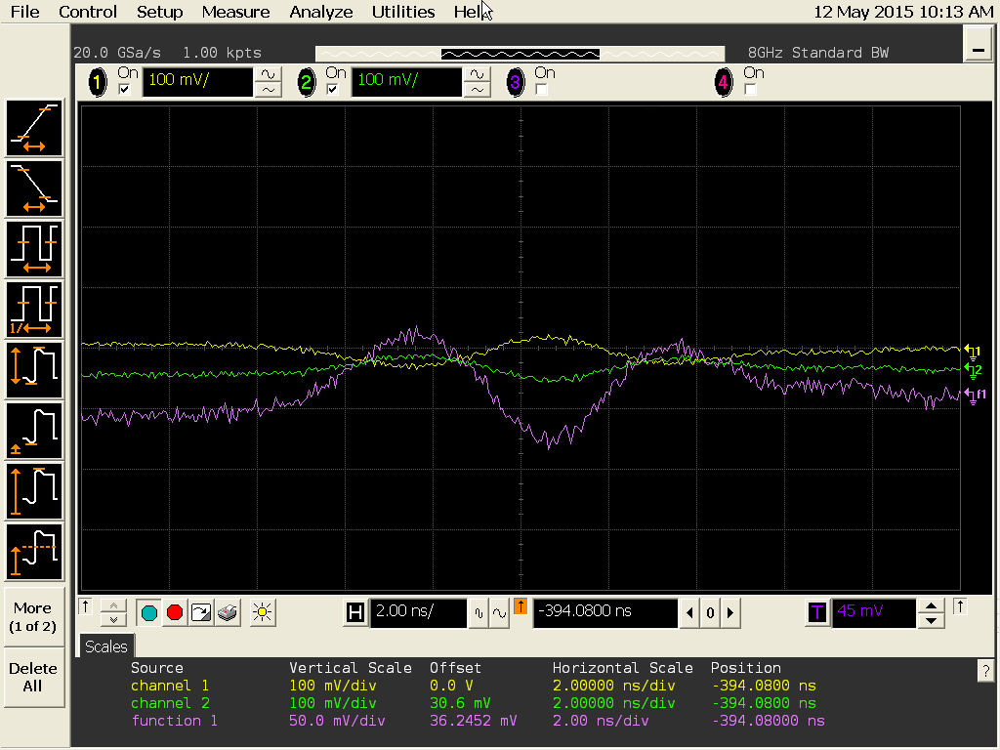 File Control Setup Measure Analyze Utilities Help 12 May 2015 10:13 AM
20.0 GSa/s 1.00 kpts 8GHz Standard BW
1 On 100 mV/ 2 On 100 mV/ 3 On 4 On
1
2
f1
1/
More
(1 of 2)
Delete
All
H 2.00 ns/ -394.0800 ns 0 T 45 mV
Scales
Source Vertical Scale Offset Horizontal Scale Position ?
channel 1 100 mV/div 0.0 V 2.00000 ns/div -394.0800 ns
channel 2 100 mV/div 30.6 mV 2.00000 ns/div -394.0800 ns
function 1 50.0 mV/div 36.2452 mV 2.00 ns/div -394.08000 ns